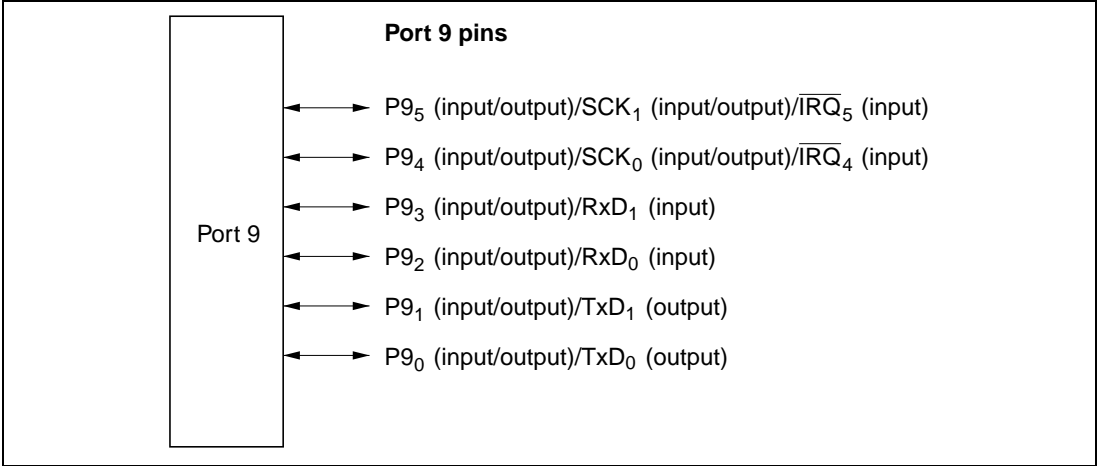 Port 9 pins
P9₅ (input/output)/SCK₁ (input/output)/I̅R̅Q̅₅ (input)
P9₄ (input/output)/SCK₀ (input/output)/I̅R̅Q̅₄ (input)
P9₃ (input/output)/RxD₁ (input)
Port 9
P9₂ (input/output)/RxD₀ (input)
P9₁ (input/output)/TxD₁ (output)
P9₀ (input/output)/TxD₀ (output)